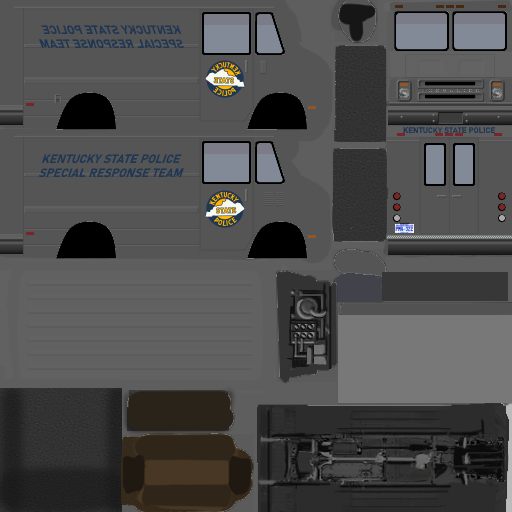 KENTUCKY STATE POLICE
SPECIAL RESPONSE TEAM
KENTUCKY
STATE
POLICE
KENTUCKY STATE POLICE
KENTUCKY STATE POLICE
SPECIAL RESPONSE TEAM
KENTUCKY
STATE
POLICE